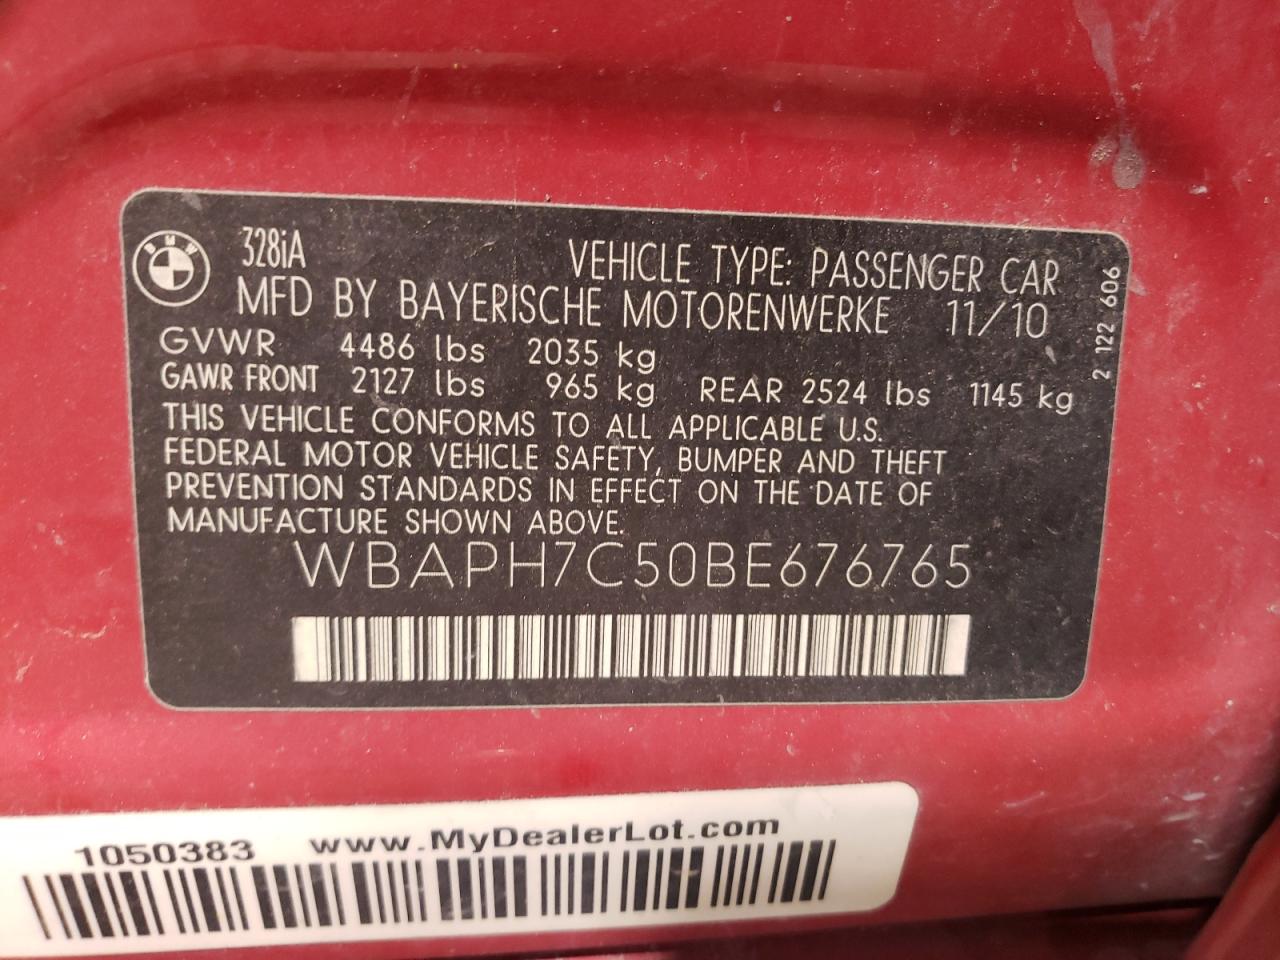 BMW
328iA VEHICLE TYPE: PASSENGER CAR
MFD BY BAYERISCHE MOTORENWERKE 11/10
GVWR 4486 lbs 2035 kg
GAWR FRONT 2127 lbs 965 kg REAR 2524 lbs 1145 kg
THIS VEHICLE CONFORMS TO ALL APPLICABLE U.S.
FEDERAL MOTOR VEHICLE SAFETY, BUMPER AND THEFT
PREVENTION STANDARDS IN EFFECT ON THE DATE OF
MANUFACTURE SHOWN ABOVE.
WBAPH7C50BE676765
2 122 606
1050383 www.MyDealerLot.com